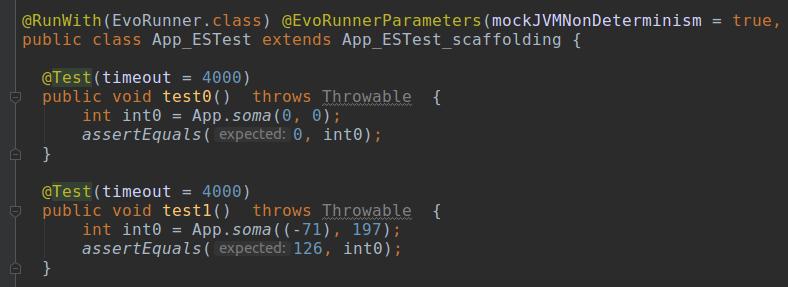 @RunWith(EvoRunner.class) @EvoRunnerParameters(mockJVMNonDeterminism = true,
public class App_ESTest extends App_ESTest_scaffolding {
@Test(timeout = 4000)
public void test0()  throws Throwable  {
int int0 = App.soma(0, 0);
assertEquals( expected: 0, int0);
}
@Test(timeout = 4000)
public void test1()  throws Throwable  {
int int0 = App.soma((-71), 197);
assertEquals( expected: 126, int0);
}